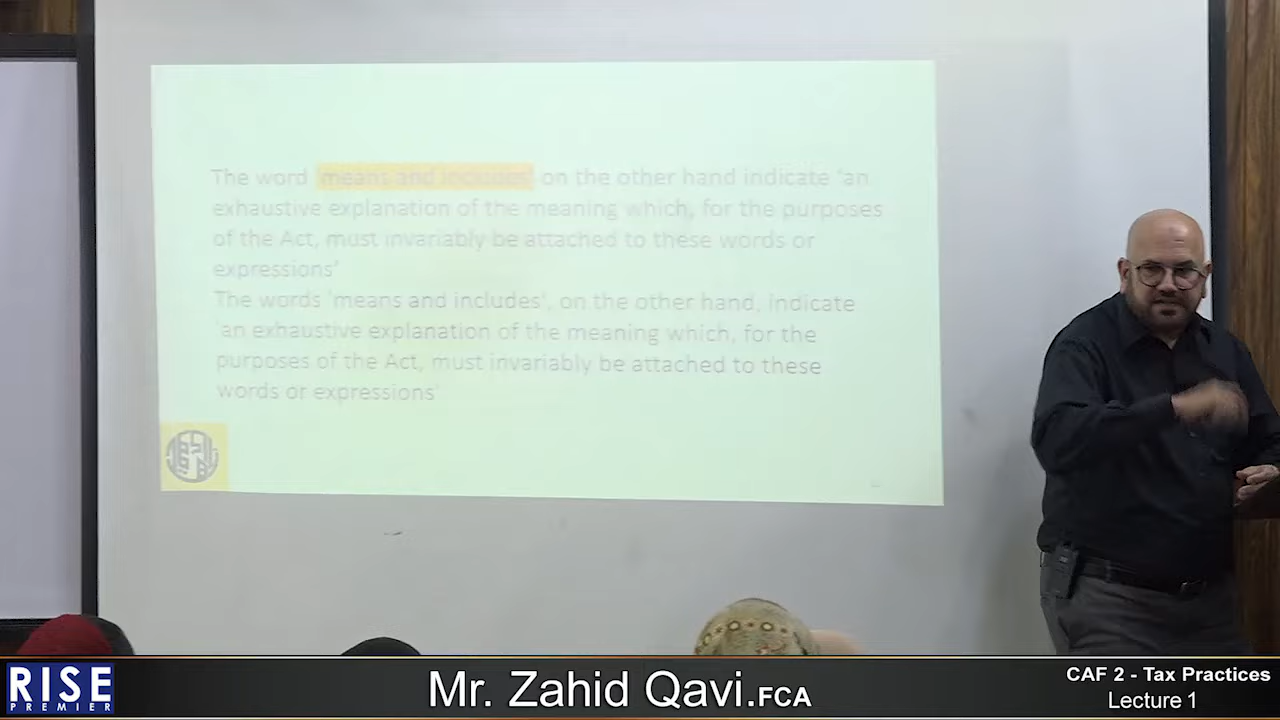 The word 'means and includes' on the other hand indicate 'an
exhaustive explanation of the meaning which, for the purposes
of the Act, must invariably be attached to these words or
expressions'
The words 'means and includes', on the other hand, indicate
'an exhaustive explanation of the meaning which, for the
purposes of the Act, must invariably be attached to these
words or expressions'
RISE
PREMIER
Mr. Zahid Qavi.FCA
CAF 2 - Tax Practices
Lecture 1